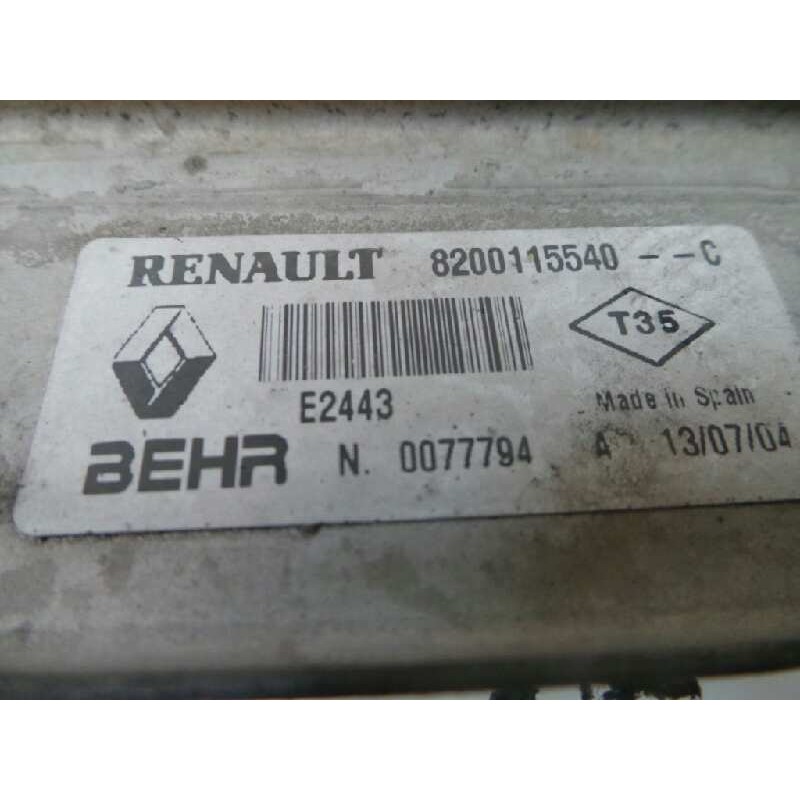 RENAULT 8200115540 - - C
T35
E2443
Made in Spain
BEHR N. 0077794 A 13/07/04